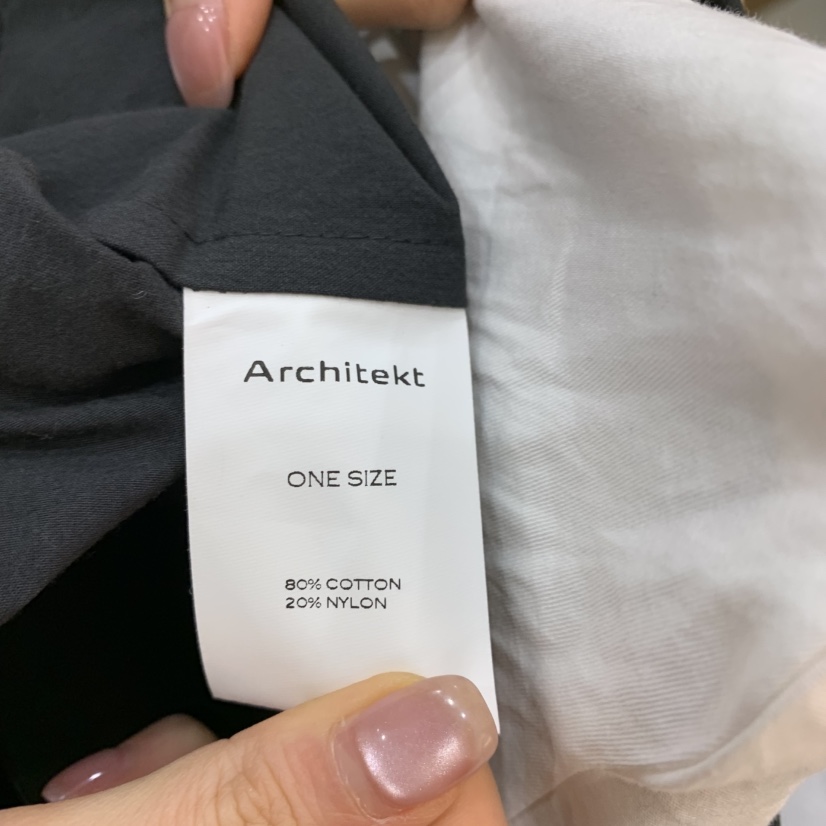 Architekt
ONE SIZE
80% COTTON
20% NYLON